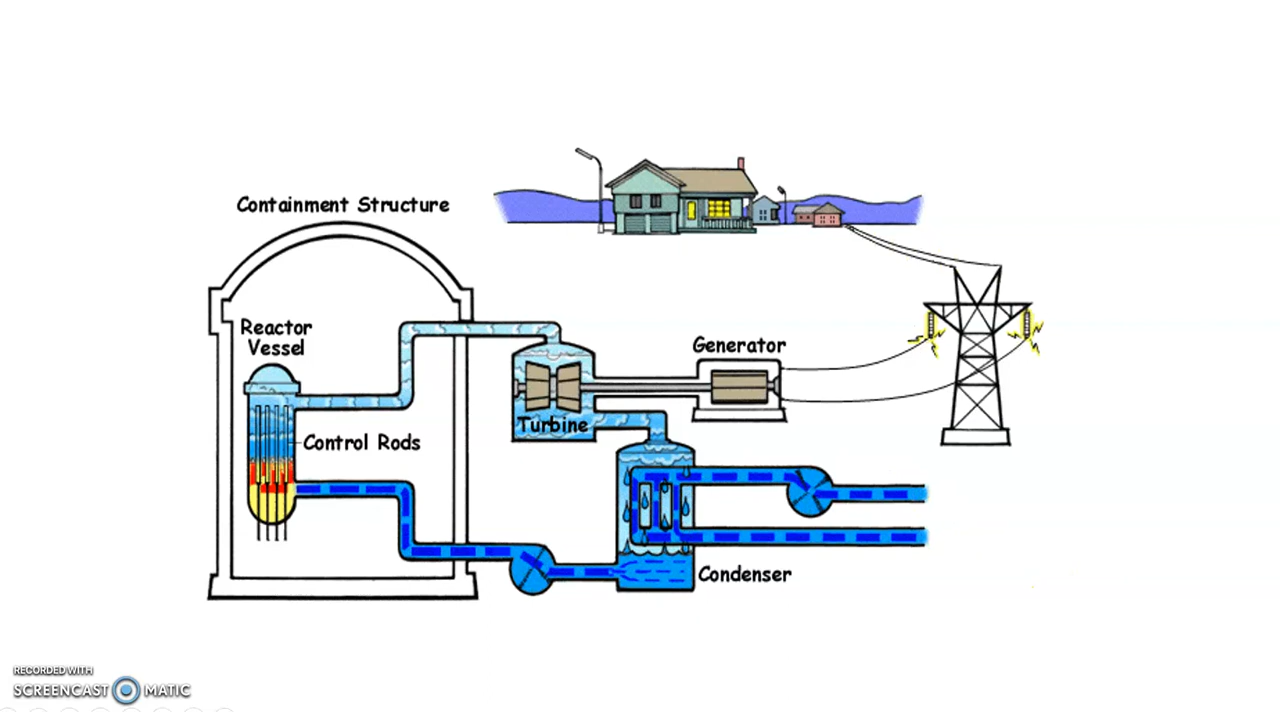 Containment Structure
Reactor
Vessel
Generator
Turbine
Control Rods
Condenser
RECORDED WITH
SCREENCAST MATIC